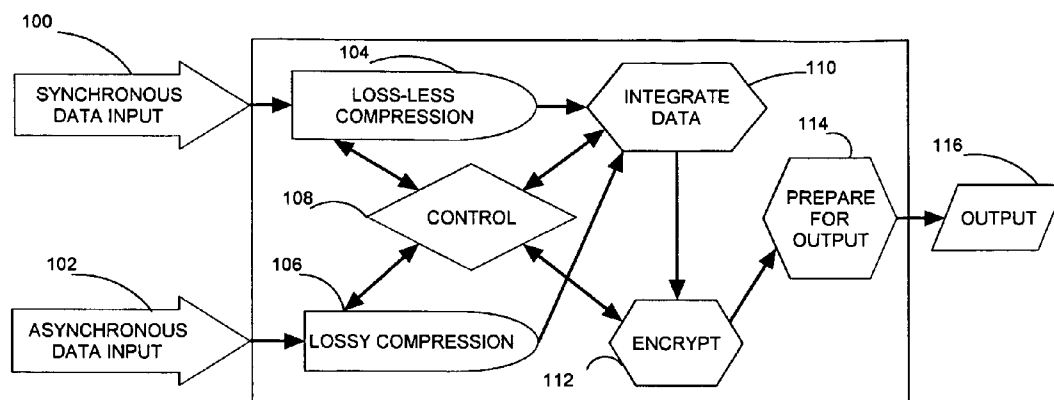 100
SYNCHRONOUS
DATA INPUT
104
LOSS-LESS
COMPRESSION
110
INTEGRATE
DATA
114
PREPARE
FOR
OUTPUT
116
OUTPUT
108
CONTROL
102
ASYNCHRONOUS
DATA INPUT
106
LOSSY COMPRESSION
112
ENCRYPT